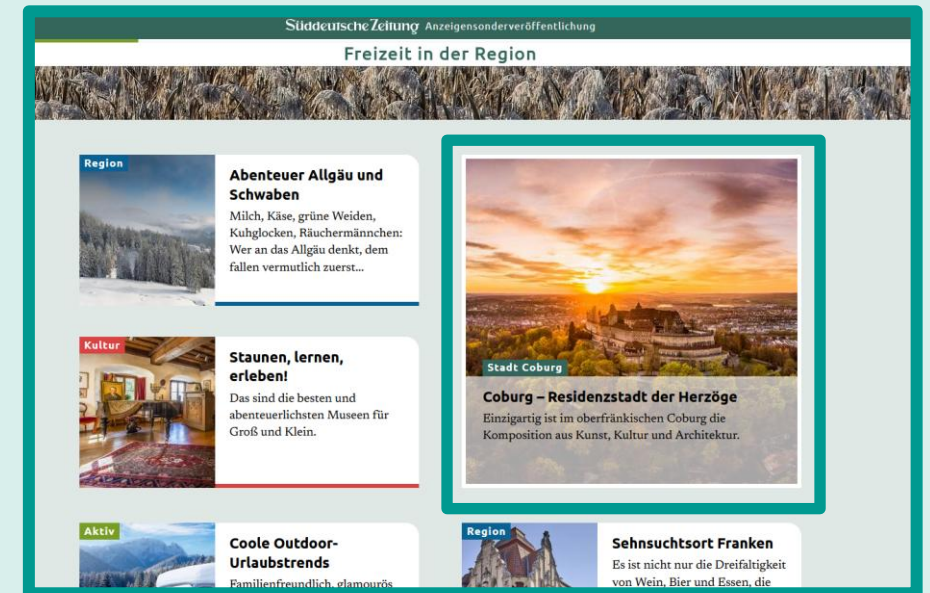 Süddeutsche Zeitung Anzeigensonderveröffentlichung
Freizeit in der Region
Region
Abenteuer Allgäu und
Schwaben
Milch, Käse, grüne Weiden,
Kuhglocken, Räuchermännchen:
Wer an das Allgäu denkt, dem
fallen vermutlich zuerst...
Stadt Coburg
Coburg – Residenzstadt der Herzöge
Einzigartig ist im oberfränkischen Coburg die
Komposition aus Kunst, Kultur und Architektur.
Kultur
Staunen, lernen,
erleben!
Das sind die besten und
abenteuerlichsten Museen für
Groß und Klein.
Aktiv
Coole Outdoor-
Urlaubstrends
Familienfreundlich, glamourös
Region
Sehnsuchtsort Franken
Es ist nicht nur die Dreifaltigkeit
von Wein, Bier und Essen, die